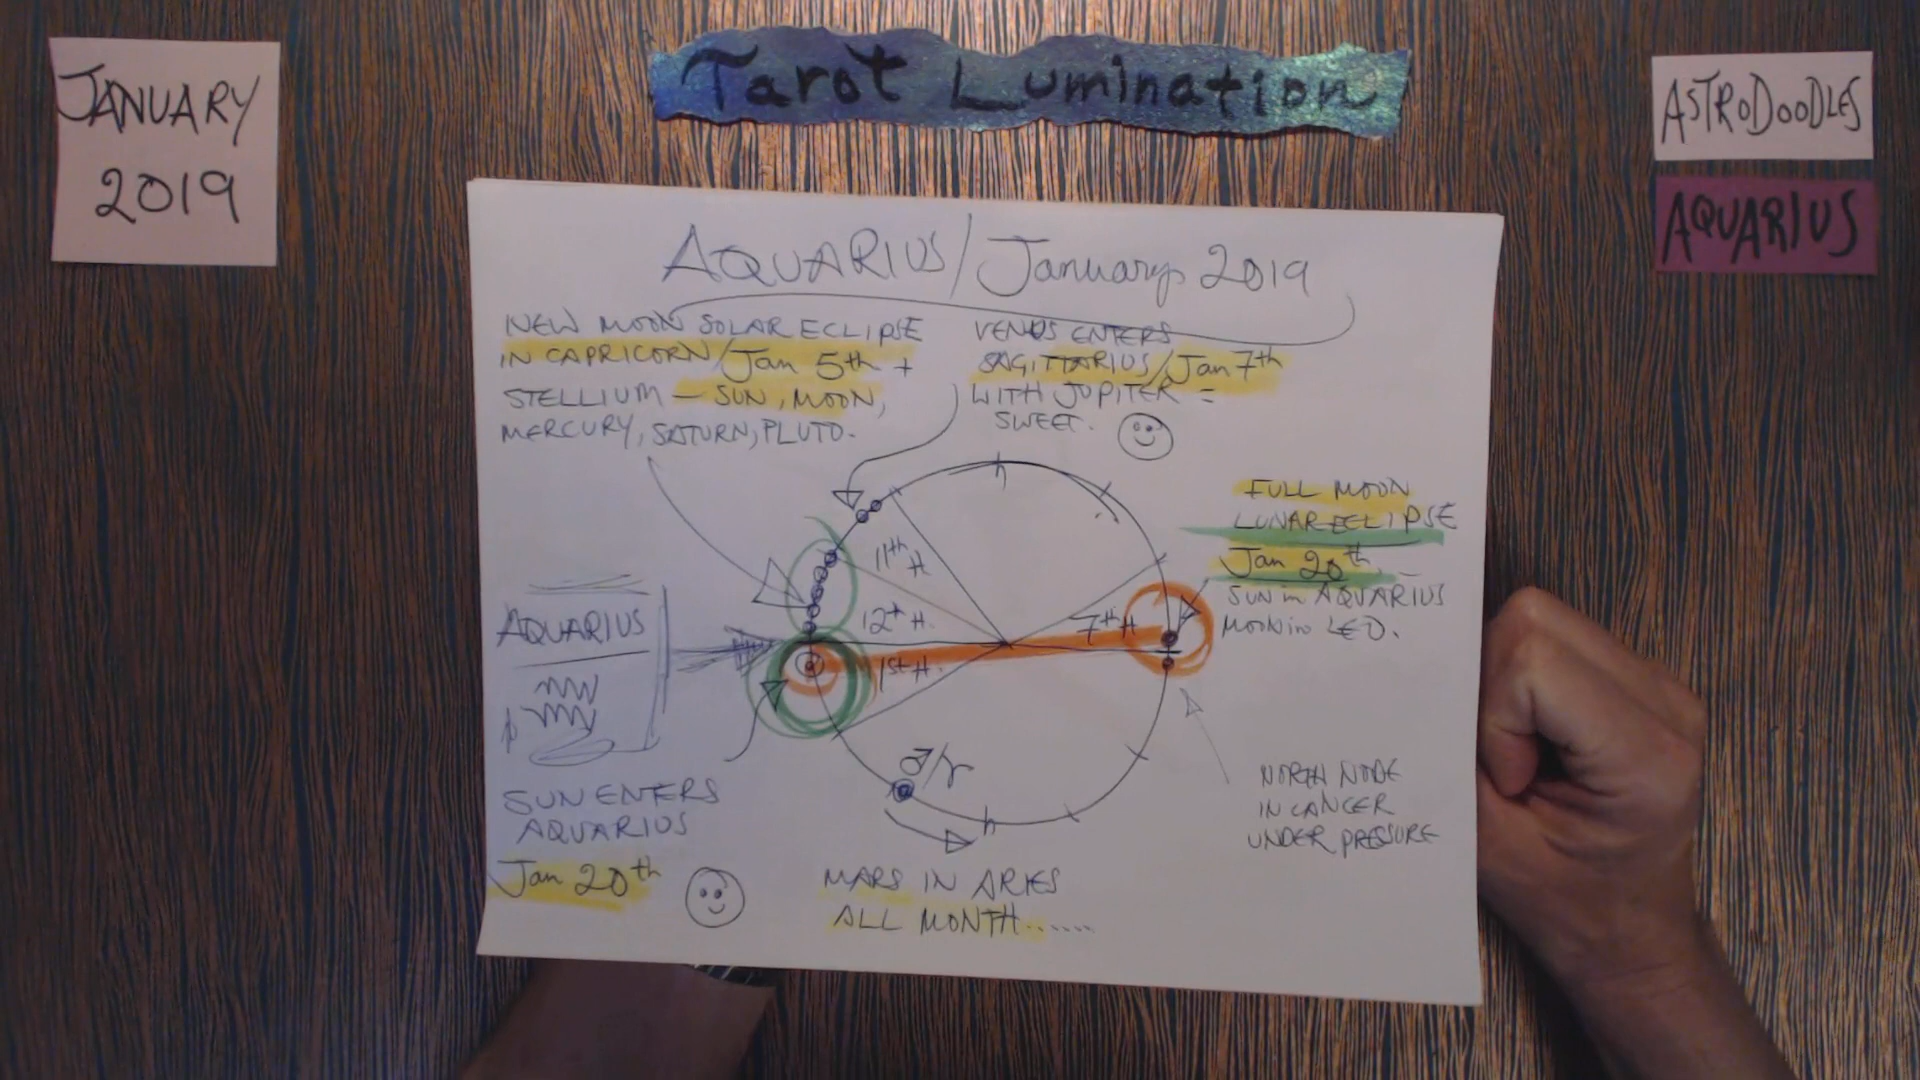 JANUARY
2019
Tarot Lumination
ASTRODOODLES
AQUARIUS
AQUARIUS/January 2019
NEW MOON SOLAR ECLIPSE
IN CAPRICORN/Jan 5th +
STELLIUM - SUN, MOON,
MERCURY, SATURN, PLUTO.
VENUS ENTERS
SAGITTARIUS/Jan 7th
WITH JUPITER =
SWEET.
FULL MOON
LUNAR ECLIPSE
Jan 20th
SUN in AQUARIUS
MOON in LEO.
11th H
12th H.
7th H
1st H.
AQUARIUS
♂/r
SUN ENTERS
AQUARIUS
Jan 20th
MARS IN ARIES
ALL MONTH......
NORTH NODE
IN CANCER
UNDER PRESSURE